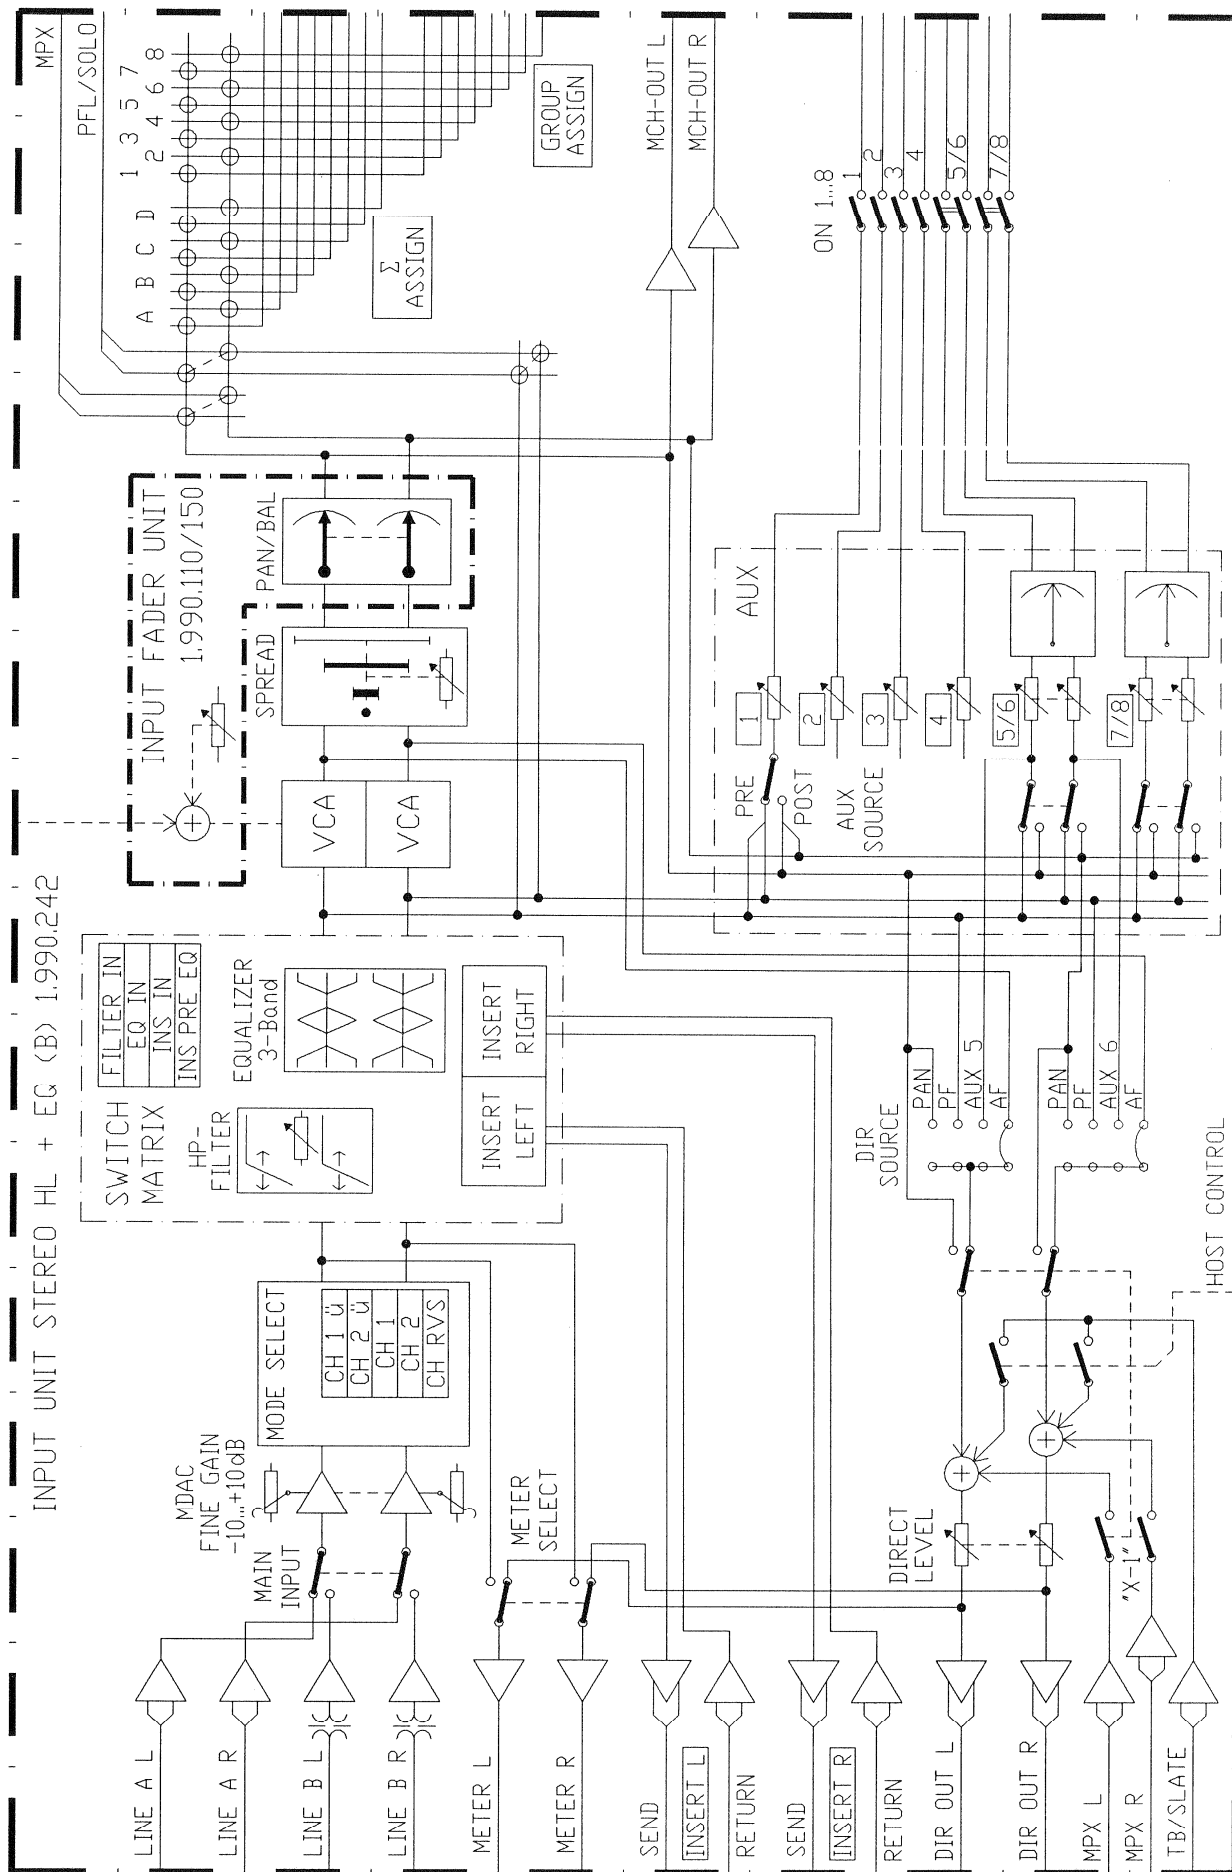 INPUT UNIT STEREO HL + EQ (B) 1.990.242
LINE A L
LINE A R
LINE B L
LINE B R
METER L
METER R
SEND
INSERT L
RETURN
SEND
INSERT R
RETURN
DIR OUT L
DIR OUT R
MPX L
MPX R
TB/SLATE
MAIN
INPUT
MDAC
FINE GAIN
-10...+10dB
METER
SELECT
MODE SELECT
CH 1 ü
CH 2 ü
CH 1
CH 2
CH RVS
SWITCH
MATRIX
FILTER IN
EQ IN
INS IN
INS PRE EQ
HP-
FILTER
EQUALIZER
3-Band
INSERT
LEFT
INSERT
RIGHT
VCA
VCA
INPUT FADER UNIT
1.990.110/150
SPREAD
PAN/BAL
MPX
PFL/SOLO
A B C D
1 3 5 7
2 4 6 8
Σ
ASSIGN
GROUP
ASSIGN
MCH-OUT L
MCH-OUT R
DIRECT
LEVEL
"X-1"
DIR
SOURCE
PAN
PF
AUX 5
AF
PAN
PF
AUX 6
AF
HOST CONTROL
AUX
PRE
POST
AUX
SOURCE
1
2
3
4
5/6
7/8
ON 1...8
1
2
3
4
5/6
7/8